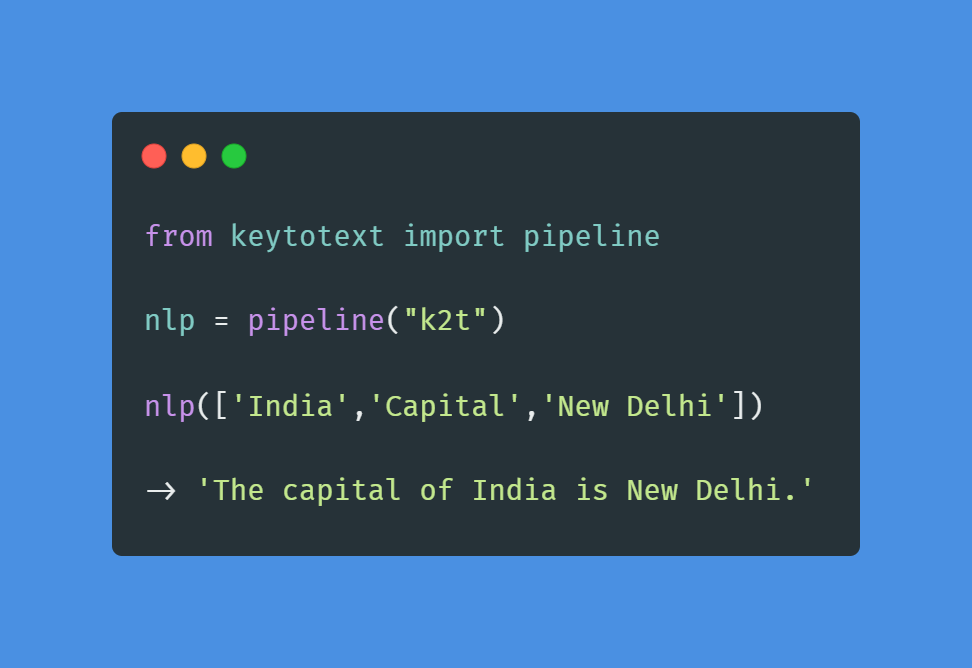 from keytotext import pipeline
nlp = pipeline("k2t")
nlp(['India','Capital','New Delhi'])
→ 'The capital of India is New Delhi.'